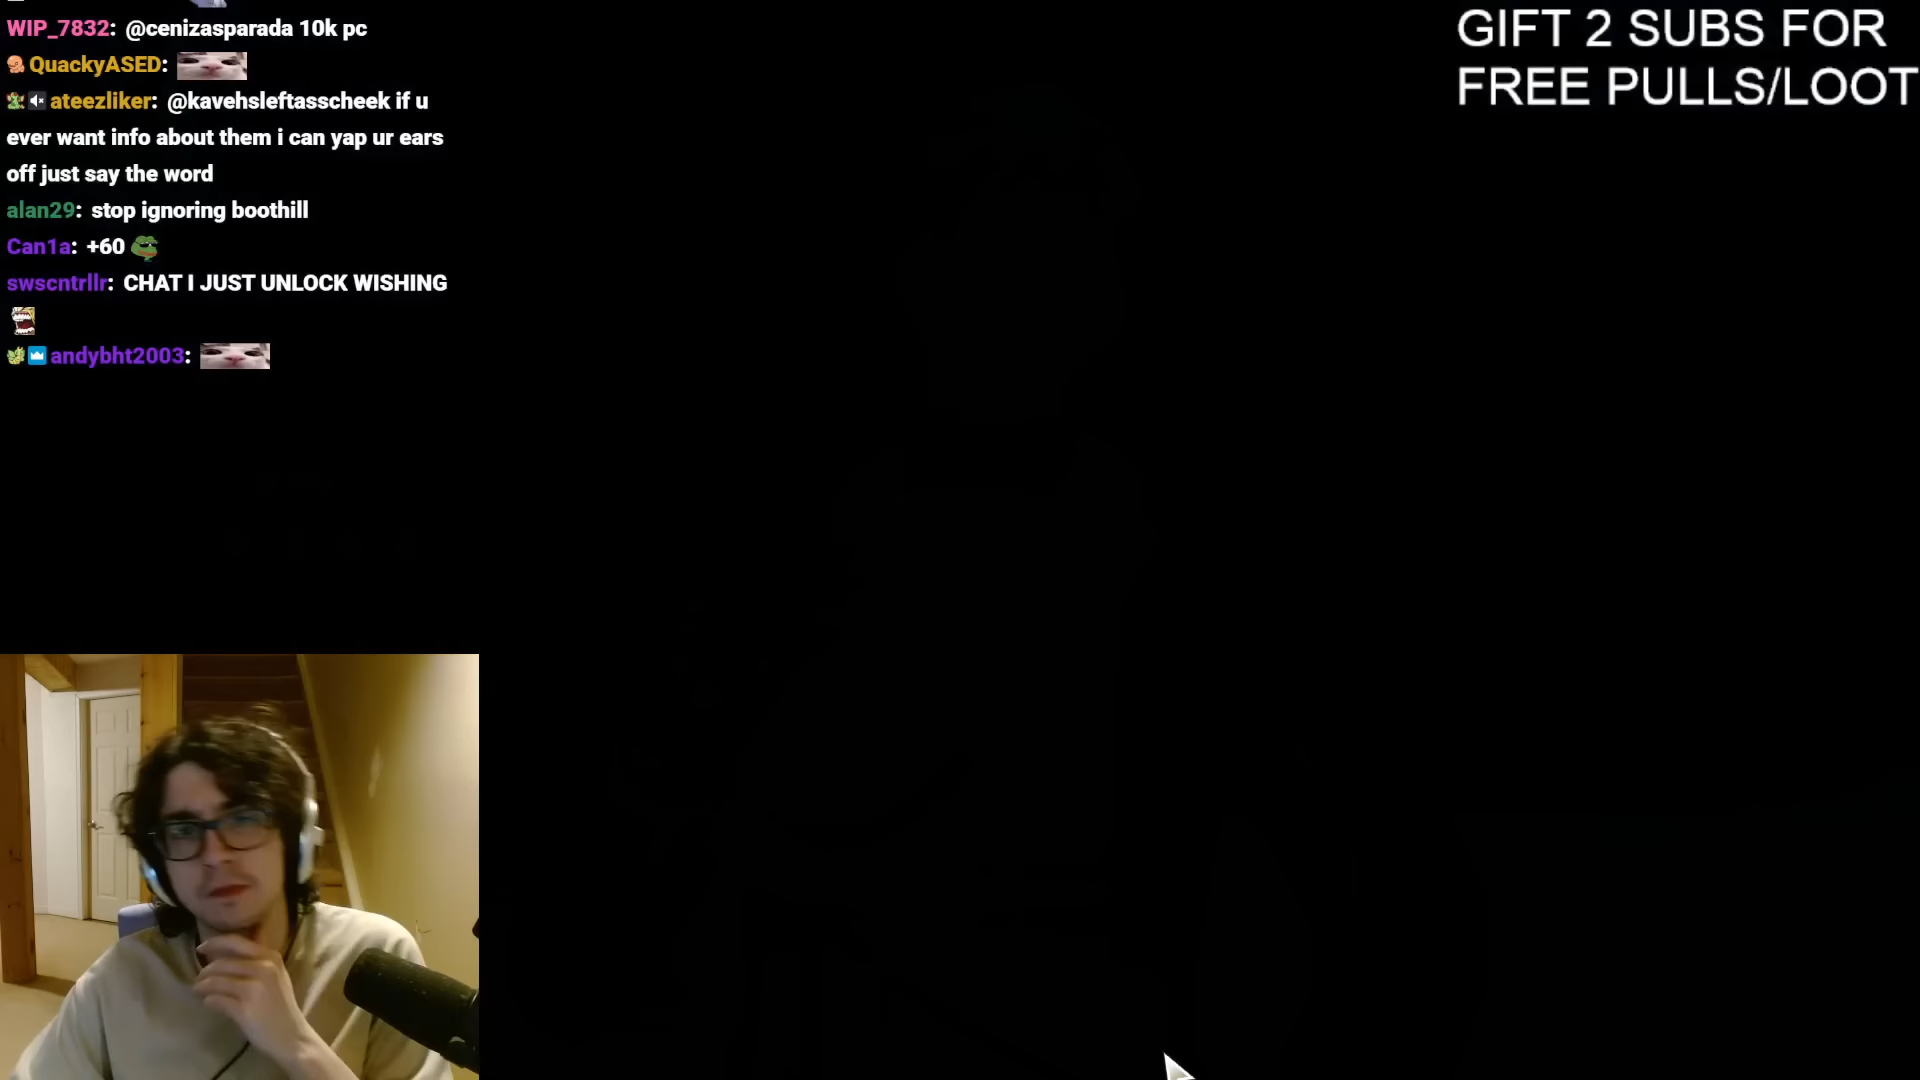 WIP_7832: @cenizasparada 10k pc
QuackyASED:
ateezliker: @kavehsleftasscheek if u
ever want info about them i can yap ur ears
off just say the word
alan29: stop ignoring boothill
Can1a: +60
swscntrllr: CHAT I JUST UNLOCK WISHING
andybht2003:
GIFT 2 SUBS FOR
FREE PULLS/LOOT